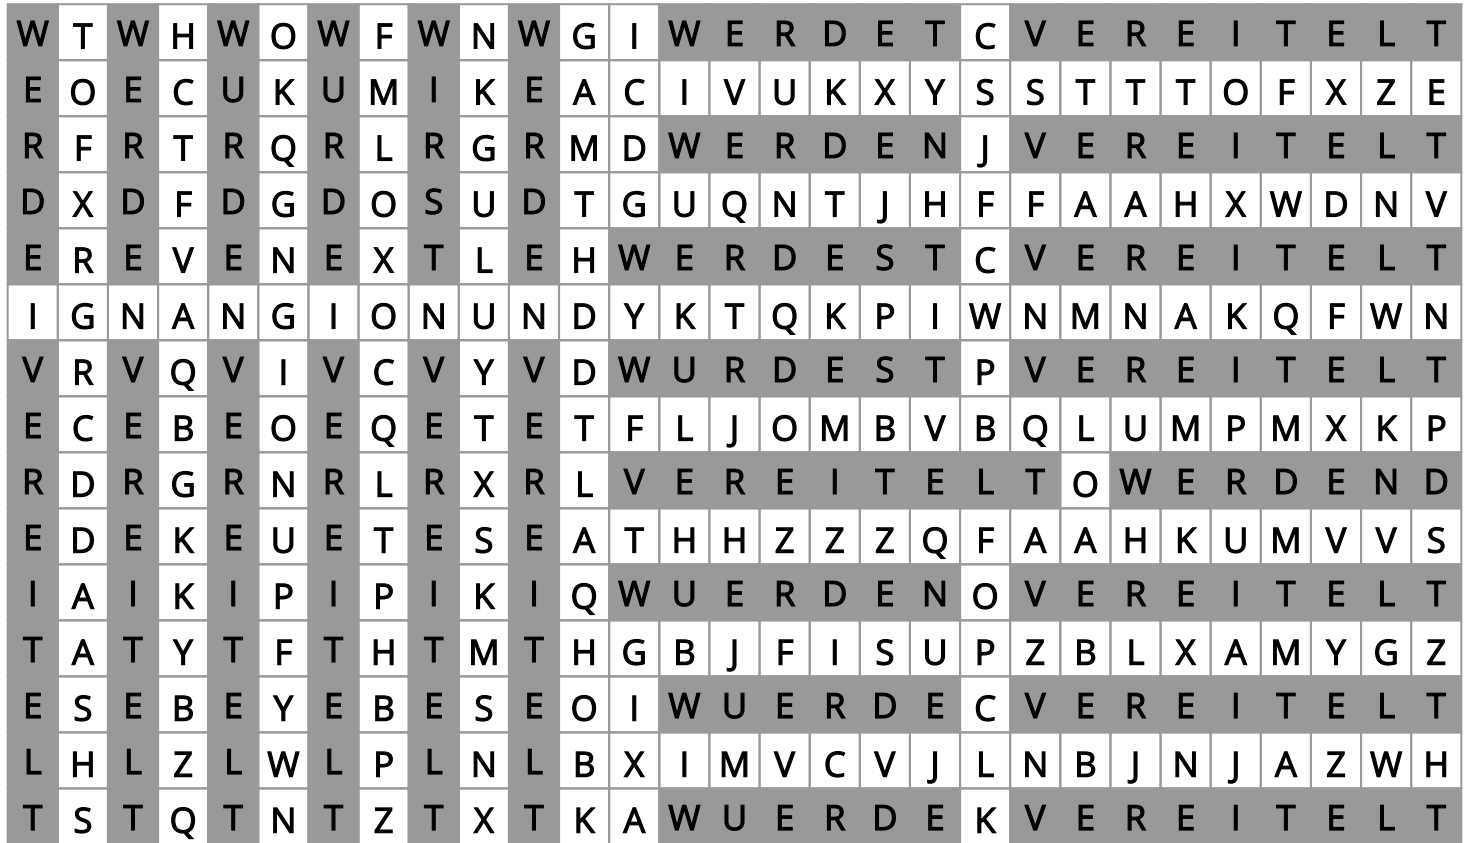 W T W H W O W F W N W G I W E R D E T C V E R E I T E L T
E O E C U K U M I K E A C I V U K X Y S S T T T O F X Z E
R F R T R Q R L R G R M D W E R D E N J V E R E I T E L T
D X D F D G D O S U D T G U Q N T J H F F A A H X W D N V
E R E V E N E X T L E H W E R D E S T C V E R E I T E L T
I G N A N G I O N U N D Y K T Q K P I W N M N A K Q F W N
V R V Q V I V C V Y V D W U R D E S T P V E R E I T E L T
E C E B E O E Q E T E T F L J O M B V B Q L U M P M X K P
R D R G R N R L R X R L V E R E I T E L T O W E R D E N D
E D E K E U E T E S E A T H H Z Z Z Q F A A H K U M V V S
I A I K I P I P I K I Q W U E R D E N O V E R E I T E L T
T A T Y T F T H T M T H G B J F I S U P Z B L X A M Y G Z
E S E B E Y E B E S E O I W U E R D E C V E R E I T E L T
L H L Z L W L P L N L B X I M V C V J L N B J N J A Z W H
T S T Q T N T Z T X T K A W U E R D E K V E R E I T E L T